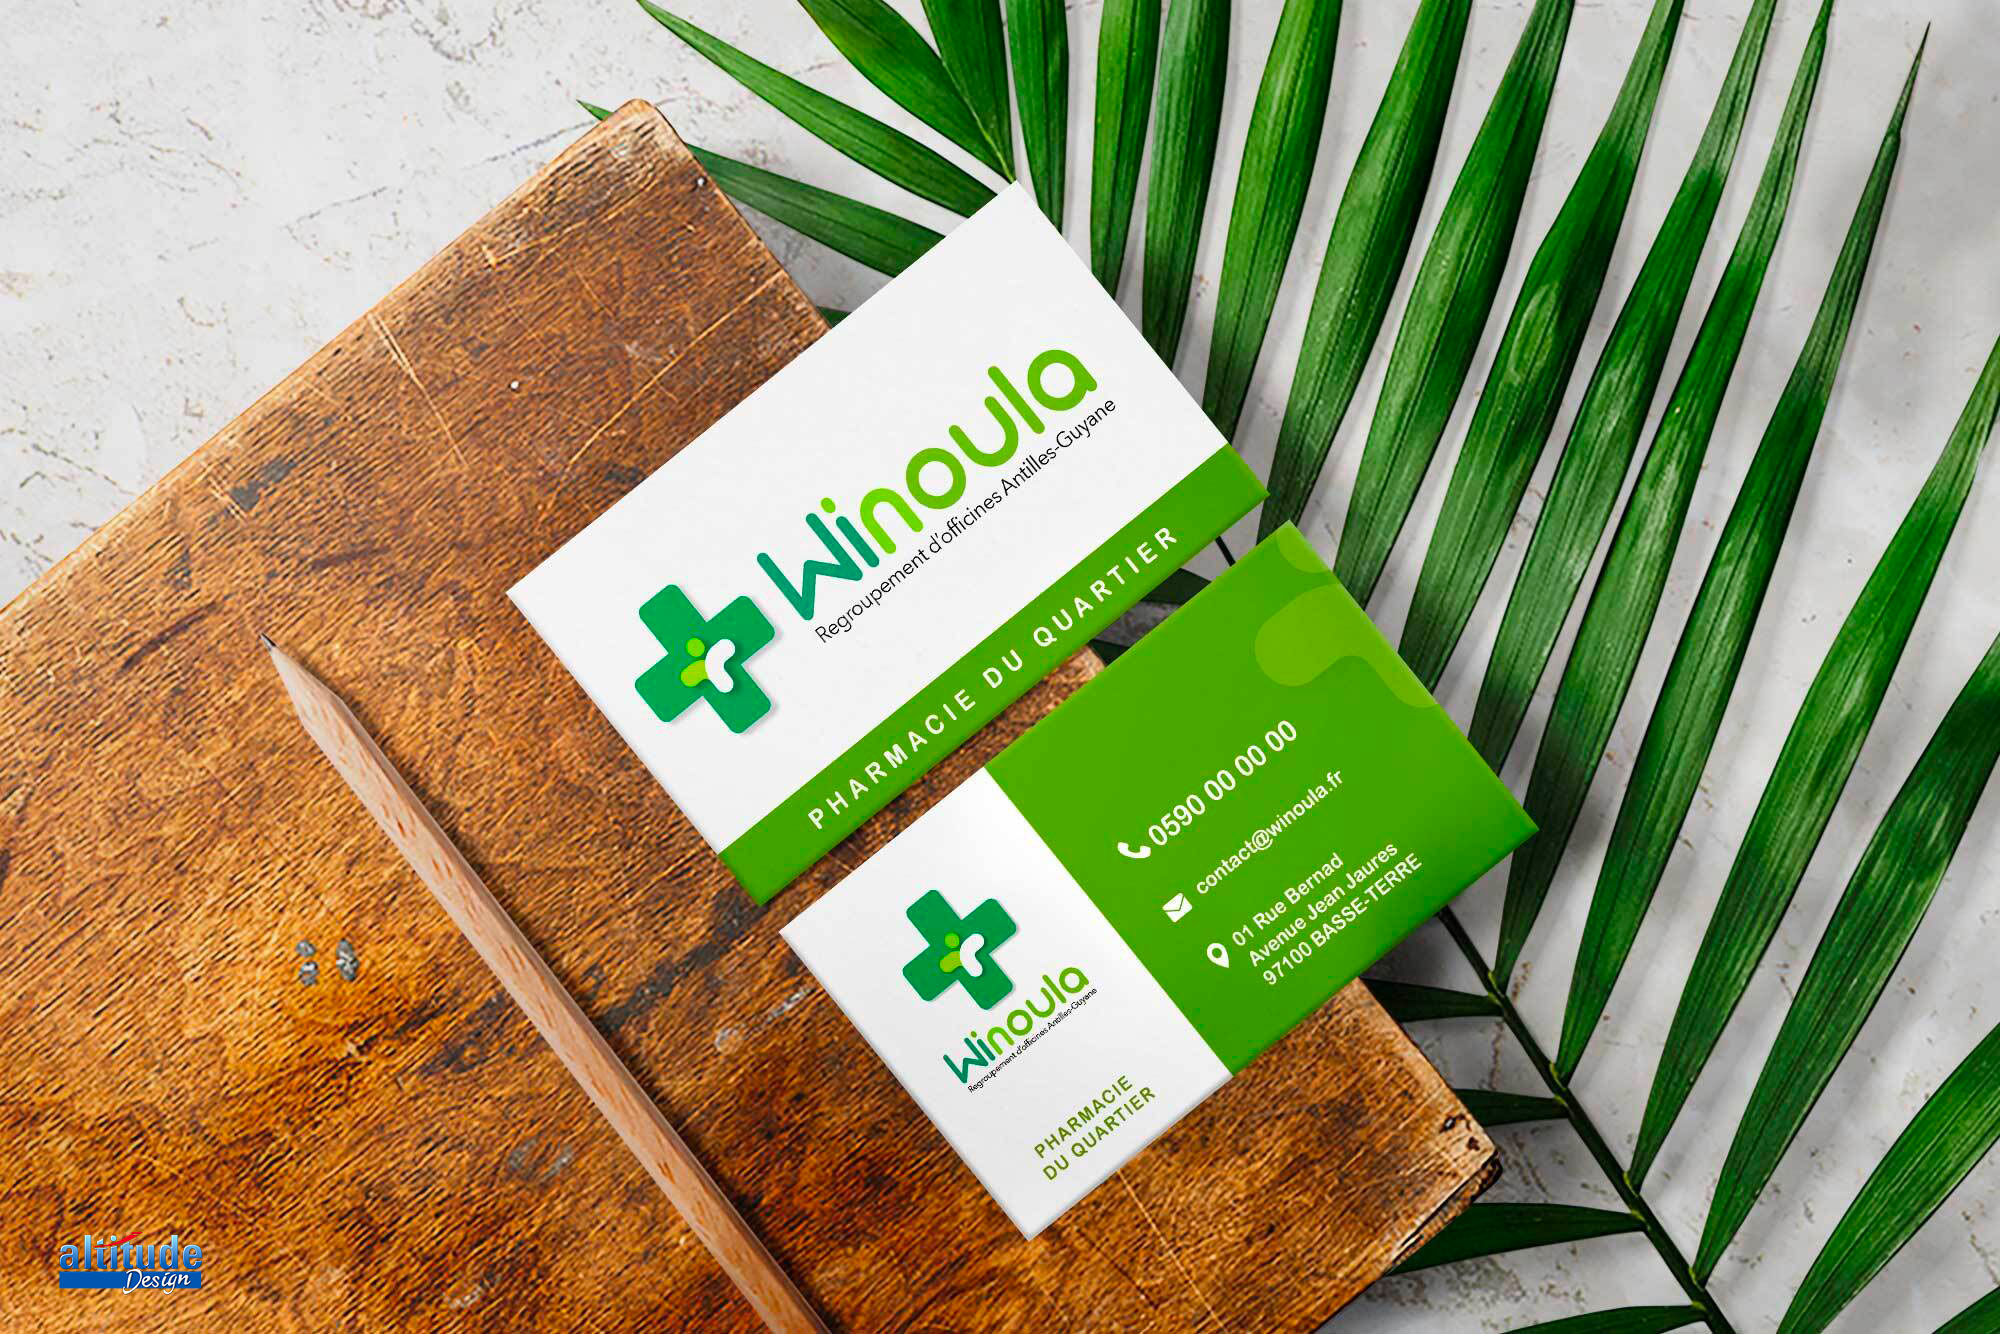 Winoula
Regroupement d'officines Antilles-Guyane
PHARMACIE DU QUARTIER
0590 00 00 00
contact@winoula.fr
01 Rue Bernad
Avenue Jean Jaures
97100 BASSE-TERRE
Winoula
Regroupement d'officines Antilles-Guyane
PHARMACIE
DU QUARTIER
altitude
Design